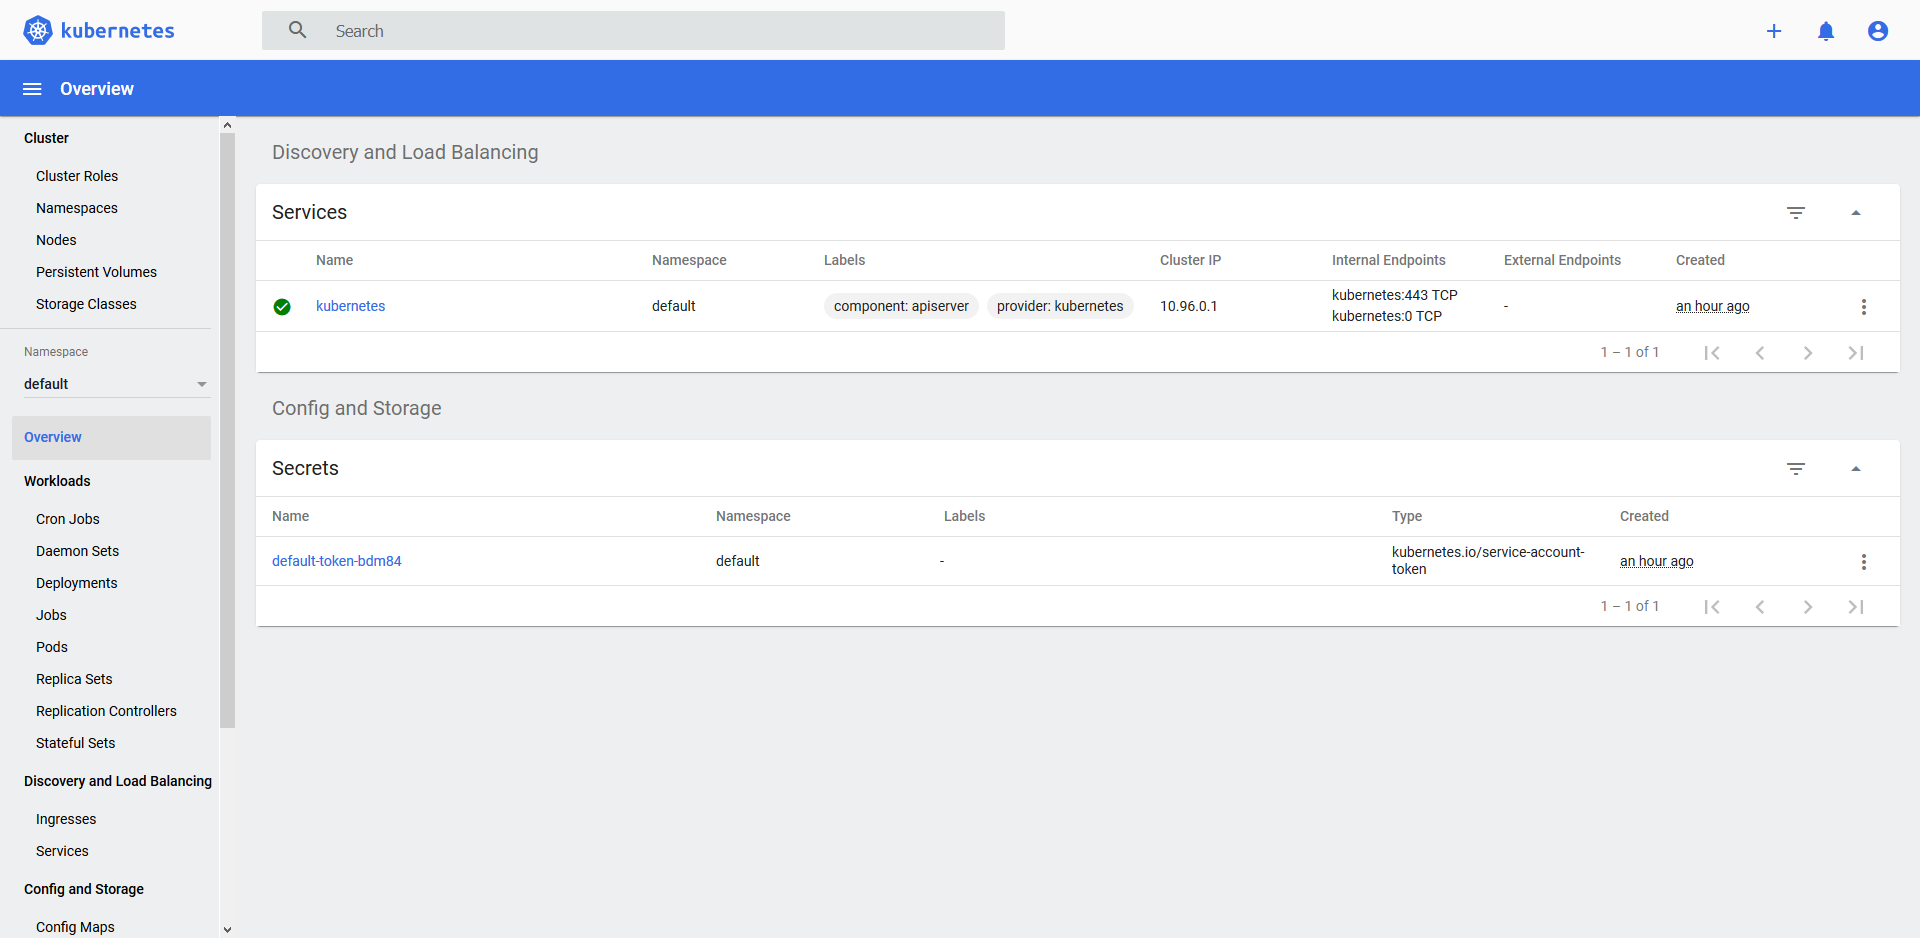 kubernetes
Search
Overview
Cluster
Cluster Roles
Namespaces
Nodes
Persistent Volumes
Storage Classes
Namespace
default
Overview
Workloads
Cron Jobs
Daemon Sets
Deployments
Jobs
Pods
Replica Sets
Replication Controllers
Stateful Sets
Discovery and Load Balancing
Ingresses
Services
Config and Storage
Config Maps
Discovery and Load Balancing
Services
Name Namespace Labels Cluster IP Internal Endpoints External Endpoints Created
kubernetes default component: apiserver provider: kubernetes 10.96.0.1 kubernetes:443 TCP - an hour ago
kubernetes:0 TCP
1 – 1 of 1
Config and Storage
Secrets
Name Namespace Labels Type Created
default-token-bdm84 default - kubernetes.io/service-account- an hour ago
token
1 – 1 of 1